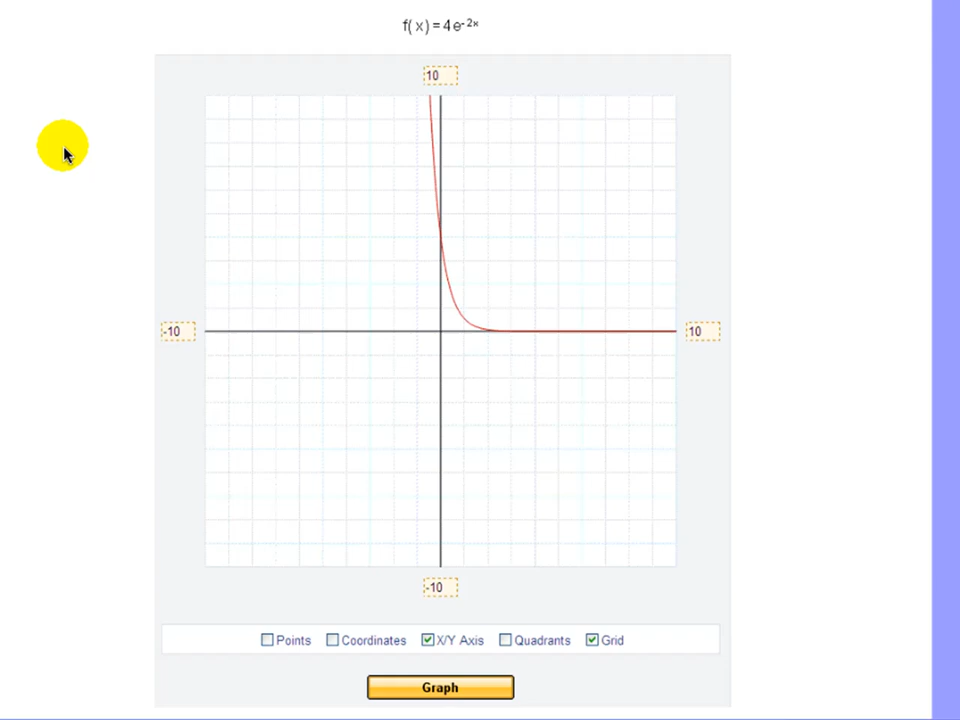 f( x ) = 4 e^-2x
10
-10
10
-10
Points Coordinates X/Y Axis Quadrants Grid
Graph